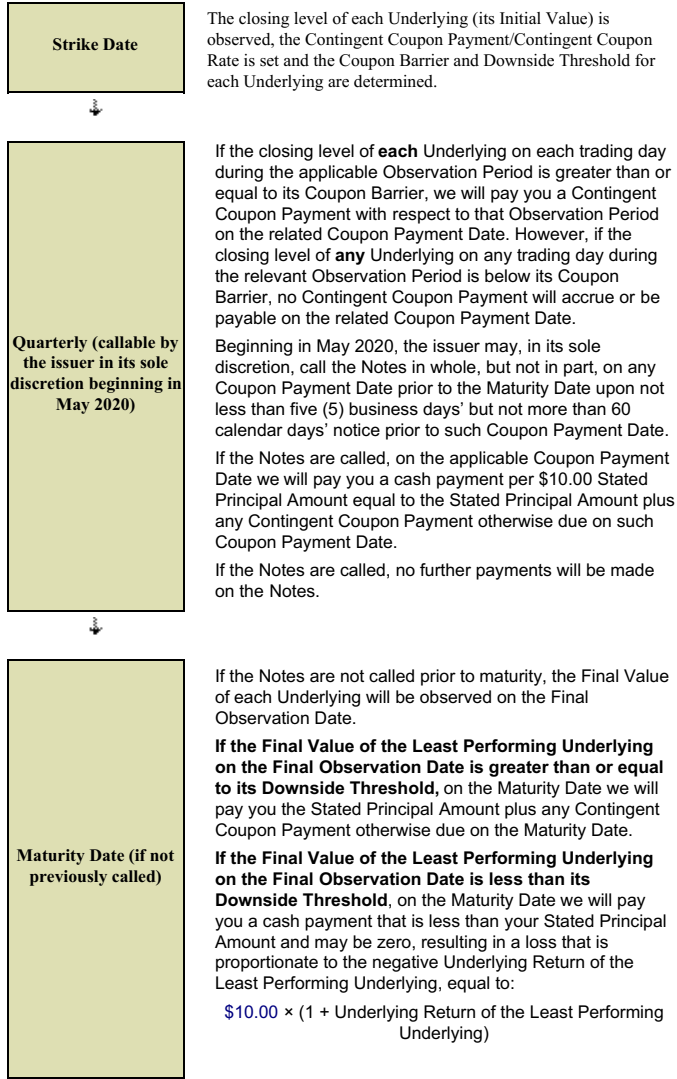 Strike Date
The closing level of each Underlying (its Initial Value) is
observed, the Contingent Coupon Payment/Contingent Coupon
Rate is set and the Coupon Barrier and Downside Threshold for
each Underlying are determined.
Quarterly (callable by
the issuer in its sole
discretion beginning in
May 2020)
If the closing level of each Underlying on each trading day
during the applicable Observation Period is greater than or
equal to its Coupon Barrier, we will pay you a Contingent
Coupon Payment with respect to that Observation Period
on the related Coupon Payment Date. However, if the
closing level of any Underlying on any trading day during
the relevant Observation Period is below its Coupon
Barrier, no Contingent Coupon Payment will accrue or be
payable on the related Coupon Payment Date.
Beginning in May 2020, the issuer may, in its sole
discretion, call the Notes in whole, but not in part, on any
Coupon Payment Date prior to the Maturity Date upon not
less than five (5) business days’ but not more than 60
calendar days’ notice prior to such Coupon Payment Date.
If the Notes are called, on the applicable Coupon Payment
Date we will pay you a cash payment per $10.00 Stated
Principal Amount equal to the Stated Principal Amount plus
any Contingent Coupon Payment otherwise due on such
Coupon Payment Date.
If the Notes are called, no further payments will be made
on the Notes.
Maturity Date (if not
previously called)
If the Notes are not called prior to maturity, the Final Value
of each Underlying will be observed on the Final
Observation Date.
If the Final Value of the Least Performing Underlying
on the Final Observation Date is greater than or equal
to its Downside Threshold, on the Maturity Date we will
pay you the Stated Principal Amount plus any Contingent
Coupon Payment otherwise due on the Maturity Date.
If the Final Value of the Least Performing Underlying
on the Final Observation Date is less than its
Downside Threshold, on the Maturity Date we will pay
you a cash payment that is less than your Stated Principal
Amount and may be zero, resulting in a loss that is
proportionate to the negative Underlying Return of the
Least Performing Underlying, equal to:
$10.00 × (1 + Underlying Return of the Least Performing
Underlying)